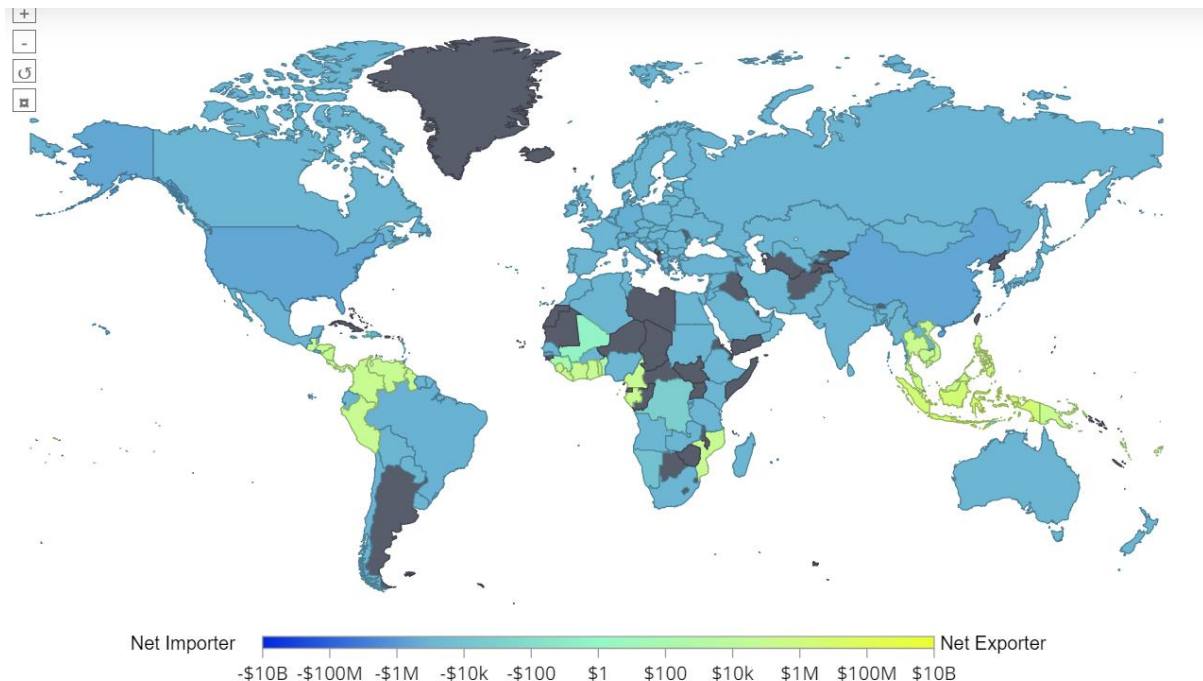 +
-
↺
Net Importer
Net Exporter
-$10B -$100M -$1M -$10k -$100 $1 $100 $10k $1M $100M $10B